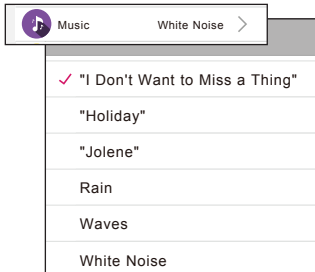 Music White Noise
"I Don't Want to Miss a Thing"
"Holiday"
"Jolene"
Rain
Waves
White Noise